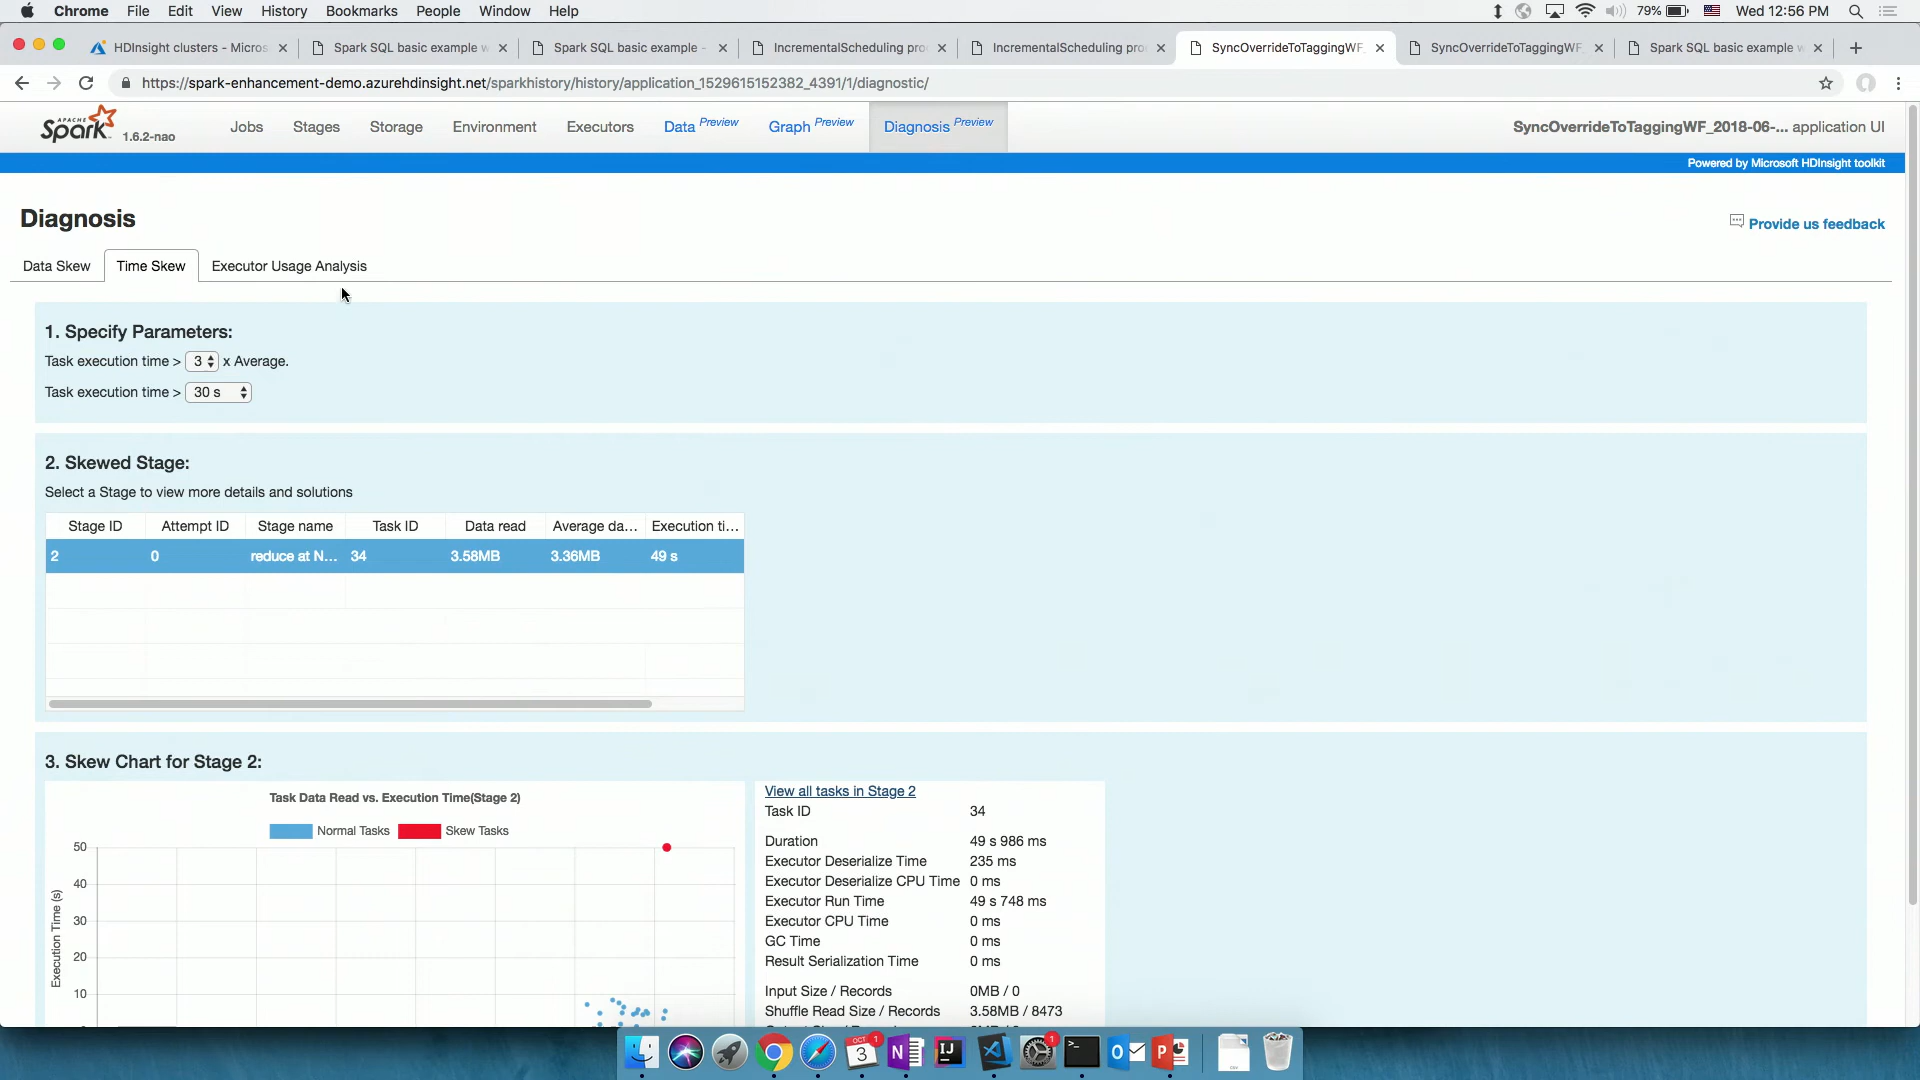 Chrome File Edit View History Bookmarks People Window Help 79% Wed 12:56 PM
HDInsight clusters - Micros Spark SQL basic example w Spark SQL basic example - IncrementalScheduling pro IncrementalScheduling pro SyncOverrideToTaggingWF_ SyncOverrideToTaggingWF_ Spark SQL basic example w
https://spark-enhancement-demo.azurehdinsight.net/sparkhistory/history/application_1529615152382_4391/1/diagnostic/
APACHE Spark 1.6.2-nao Jobs Stages Storage Environment Executors Data Preview Graph Preview Diagnosis Preview SyncOverrideToTaggingWF_2018-06-... application UI
Powered by Microsoft HDInsight toolkit
Diagnosis
Provide us feedback
Data Skew Time Skew Executor Usage Analysis
1. Specify Parameters:
Task execution time > 3 x Average.
Task execution time > 30 s
2. Skewed Stage:
Select a Stage to view more details and solutions
Stage ID Attempt ID Stage name Task ID Data read Average da... Execution ti...
2 0 reduce at N... 34 3.58MB 3.36MB 49 s
3. Skew Chart for Stage 2:
Task Data Read vs. Execution Time(Stage 2)
Normal Tasks Skew Tasks
50
40
30
20
10
Execution Time (s)
View all tasks in Stage 2
Task ID 34
Duration 49 s 986 ms
Executor Deserialize Time 235 ms
Executor Deserialize CPU Time 0 ms
Executor Run Time 49 s 748 ms
Executor CPU Time 0 ms
GC Time 0 ms
Result Serialization Time 0 ms
Input Size / Records 0MB / 0
Shuffle Read Size / Records 3.58MB / 8473
OCT
3
1
N
IJ
1
>_
O
P